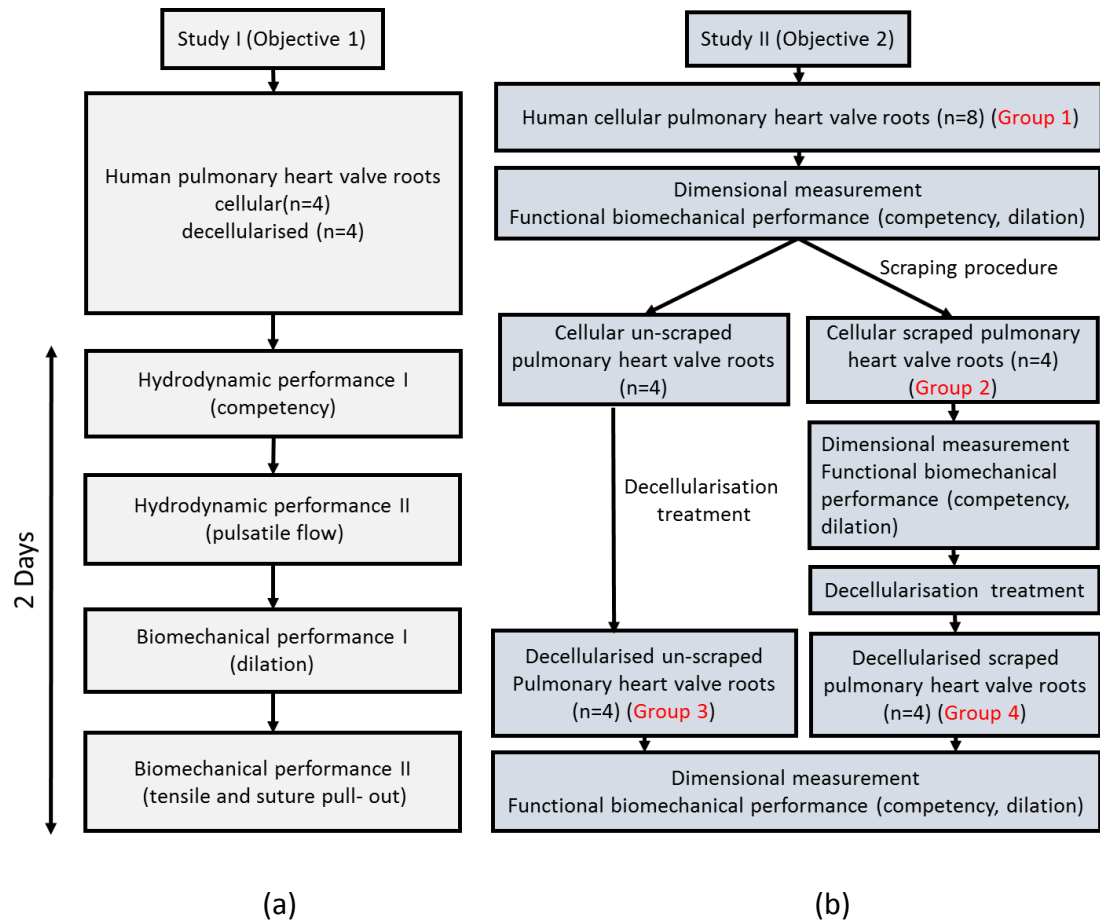 Study I (Objective 1)
Human pulmonary heart valve roots
cellular(n=4)
decellularised (n=4)
2 Days
Hydrodynamic performance I
(competency)
Hydrodynamic performance II
(pulsatile flow)
Biomechanical performance I
(dilation)
Biomechanical performance II
(tensile and suture pull- out)
(a)
Study II (Objective 2)
Human cellular pulmonary heart valve roots (n=8) (Group 1)
Dimensional measurement
Functional biomechanical performance (competency, dilation)
Scraping procedure
Cellular un-scraped
pulmonary heart valve roots
(n=4)
Decellularisation
treatment
Decellularised un-scraped
Pulmonary heart valve roots
(n=4) (Group 3)
Cellular scraped pulmonary
heart valve roots (n=4)
(Group 2)
Dimensional measurement
Functional biomechanical
performance (competency,
dilation)
Decellularisation treatment
Decellularised scraped
pulmonary heart valve roots
(n=4) (Group 4)
Dimensional measurement
Functional biomechanical performance (competency, dilation)
(b)